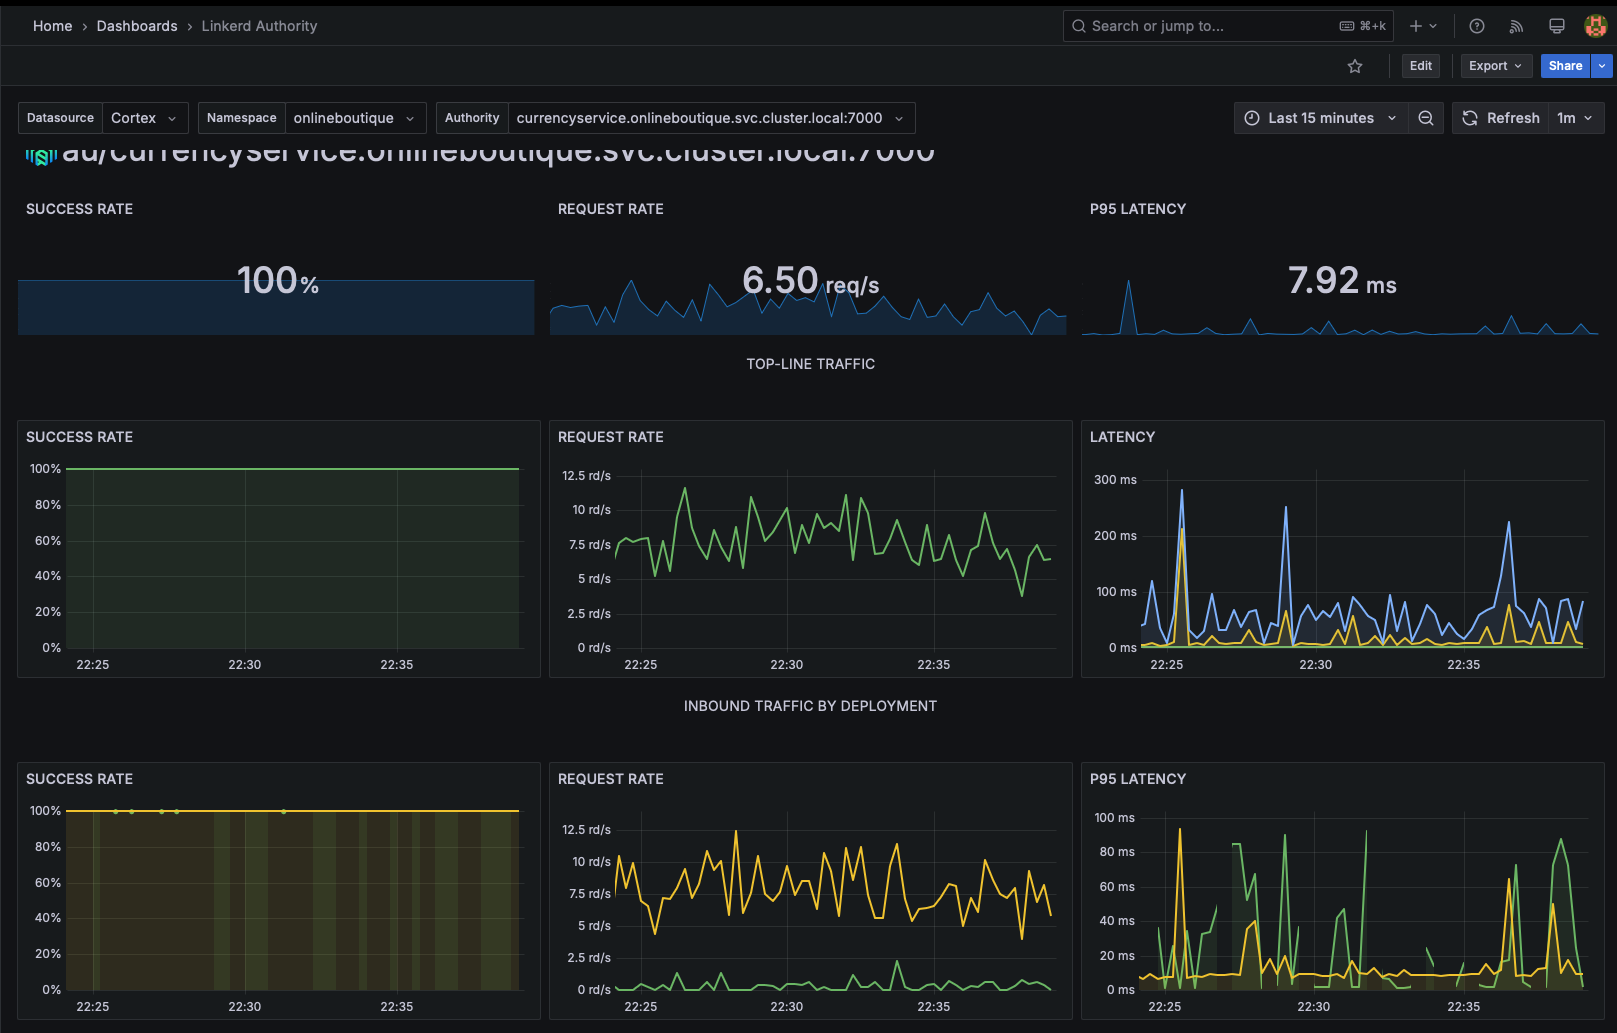 Home › Dashboards › Linkerd Authority
Search or jump to... ⌘+k
Edit Export Share
Datasource Cortex Namespace onlineboutique Authority currencyservice.onlineboutique.svc.cluster.local:7000 Last 15 minutes Refresh 1m
au/currencyservice.onlineboutique.svc.cluster.local:7000
SUCCESS RATE REQUEST RATE P95 LATENCY
100% 6.50 req/s 7.92 ms
TOP-LINE TRAFFIC
SUCCESS RATE
100%
80%
60%
40%
20%
0%
22:25 22:30 22:35
REQUEST RATE
12.5 rd/s
10 rd/s
7.5 rd/s
5 rd/s
2.5 rd/s
0 rd/s
22:25 22:30 22:35
LATENCY
300 ms
200 ms
100 ms
0 ms
22:25 22:30 22:35
INBOUND TRAFFIC BY DEPLOYMENT
SUCCESS RATE
100%
80%
60%
40%
20%
0%
22:25 22:30 22:35
REQUEST RATE
12.5 rd/s
10 rd/s
7.5 rd/s
5 rd/s
2.5 rd/s
0 rd/s
22:25 22:30 22:35
P95 LATENCY
100 ms
80 ms
60 ms
40 ms
20 ms
0 ms
22:25 22:30 22:35